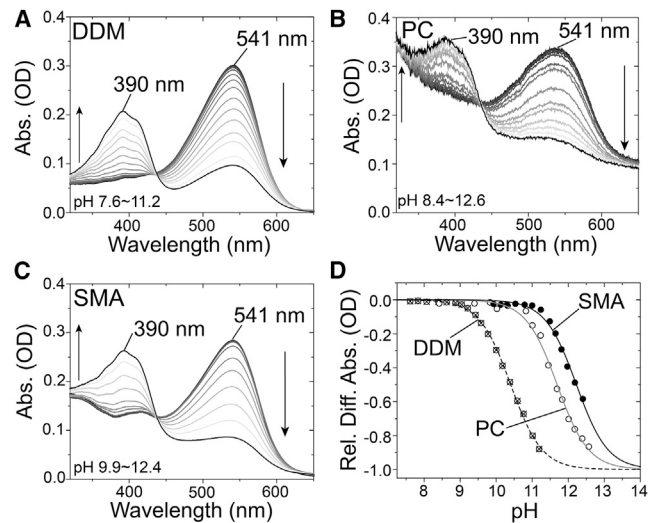 A
DDM
541 nm
390 nm
Abs. (OD)
0.4
0.3
0.2
0.1
0.0
pH 7.6~11.2
400
500
600
Wavelength (nm)
B
PC
390 nm
541 nm
Abs. (OD)
0.4
0.3
0.2
0.1
0.0
pH 8.4~12.6
400
500
600
Wavelength (nm)
C
SMA
390 nm
541 nm
Abs. (OD)
0.4
0.3
0.2
0.1
0.0
pH 9.9~12.4
400
500
600
Wavelength (nm)
D
Rel. Diff. Abs. (OD)
0.0
-0.2
-0.4
-0.6
-0.8
-1.0
SMA
DDM
PC
8
9
10
11
12
13
14
pH